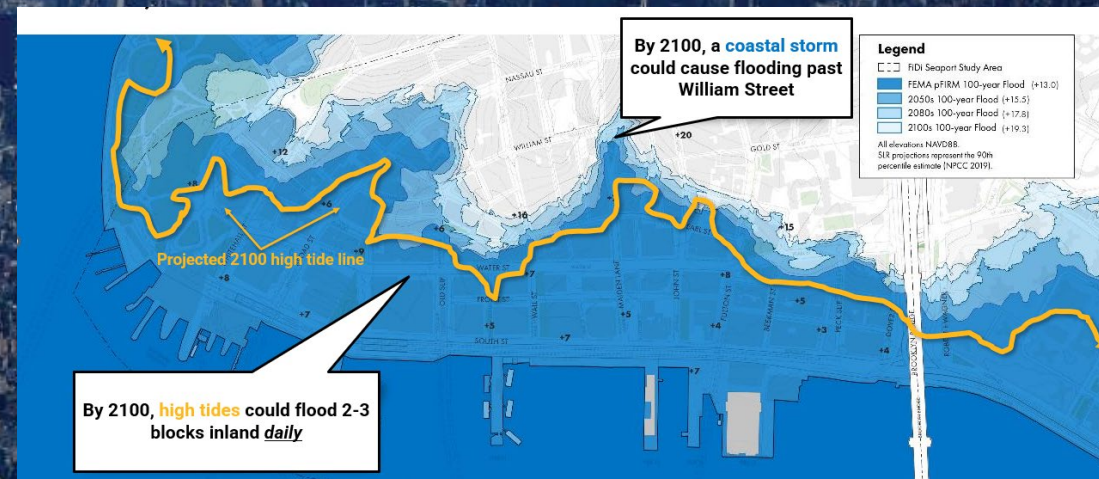 By 2100, a coastal storm
could cause flooding past
William Street
Legend
FiDi Seaport Study Area
FEMA pFIRM 100-year Flood (+13.0)
2050s 100-year Flood (+15.5)
2080s 100-year Flood (+17.8)
2100s 100-year Flood (+19.3)
All elevations NAVD88.
SLR projections represent the 90th
percentile estimate (NPCC 2019).
NASSAU ST
WILLIAM ST
+20
GOLD ST
+12
+8
+6
+16
+15
+6
+9
PEARL ST
Projected 2100 high tide line
WATER ST
+7
+8
+8
OLD SLIP
FRONT ST
WALL ST
MAIDEN LANE
JOHN ST
FULTON ST
BEEKMAN ST
+5
PECK SLIP
DOVER
BROOKLYN BRIDGE
+7
+5
SOUTH ST
+7
+5
+4
+3
+4
+7
By 2100, high tides could flood 2-3
blocks inland daily